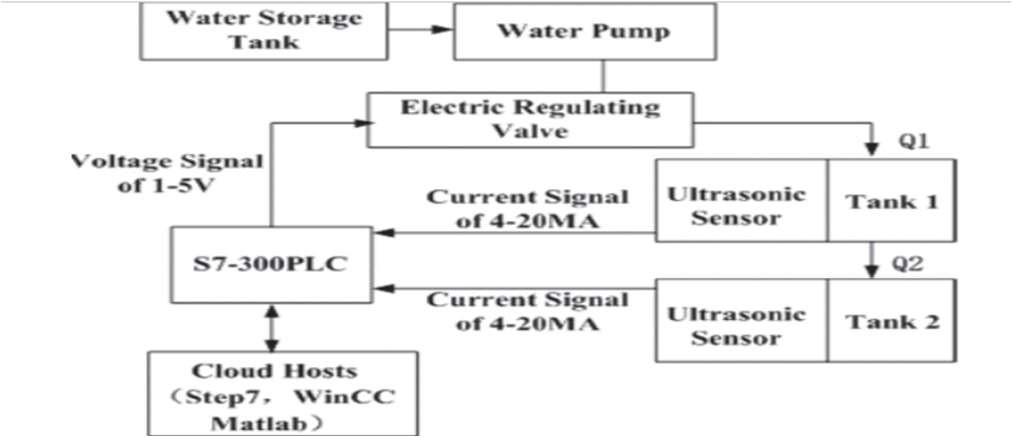 Water Storage
Tank
Water Pump
Electric Regulating
Valve
Q1
Voltage Signal
of 1-5V
Current Signal
of 4-20MA
Ultrasonic
Sensor
Tank 1
S7-300PLC
Q2
Current Signal
of 4-20MA
Ultrasonic
Sensor
Tank 2
Cloud Hosts
（Step7，WinCC
Matlab）